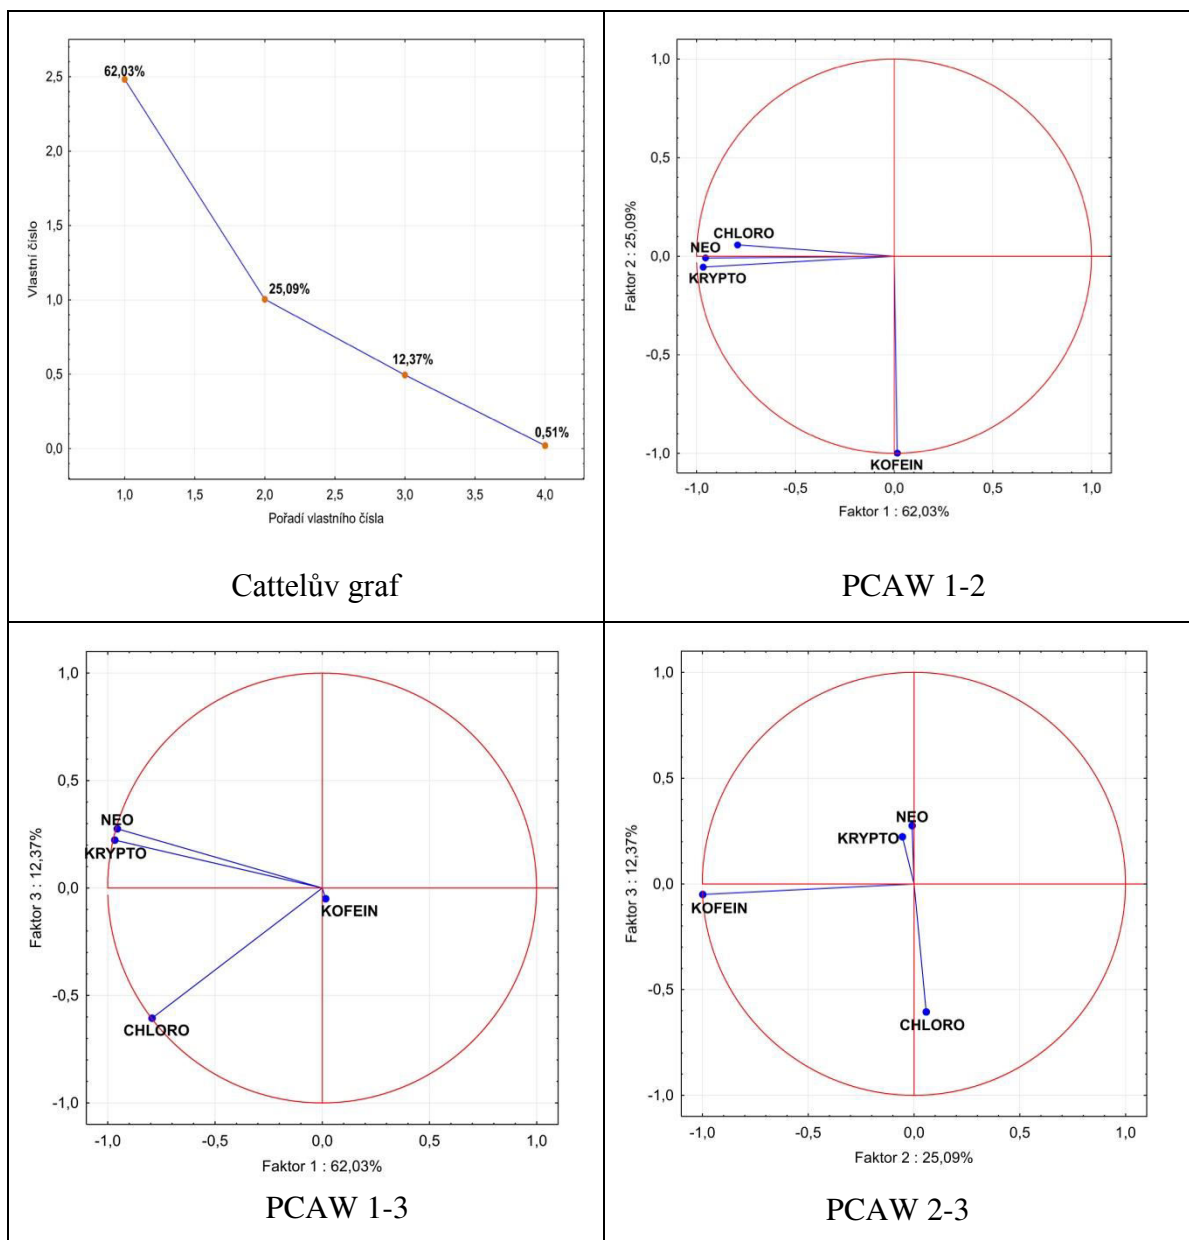 62,03%
2,5
2,0
1,5
1,0
0,5
0,0
25,09%
12,37%
0,51%
Vlastní číslo
1,0 1,5 2,0 2,5 3,0 3,5 4,0
Pořadí vlastního čísla
Cattelův graf
1,0
0,5
0,0
-0,5
-1,0
Faktor 2 : 25,09%
CHLORO
NEO
KRYPTO
KOFEIN
-1,0 -0,5 0,0 0,5 1,0
Faktor 1 : 62,03%
PCAW 1-2
1,0
0,5
0,0
-0,5
-1,0
Faktor 3 : 12,37%
NEO
KRYPTO
KOFEIN
CHLORO
-1,0 -0,5 0,0 0,5 1,0
Faktor 1 : 62,03%
PCAW 1-3
1,0
0,5
0,0
-0,5
-1,0
Faktor 3 : 12,37%
NEO
KRYPTO
KOFEIN
CHLORO
-1,0 -0,5 0,0 0,5 1,0
Faktor 2 : 25,09%
PCAW 2-3